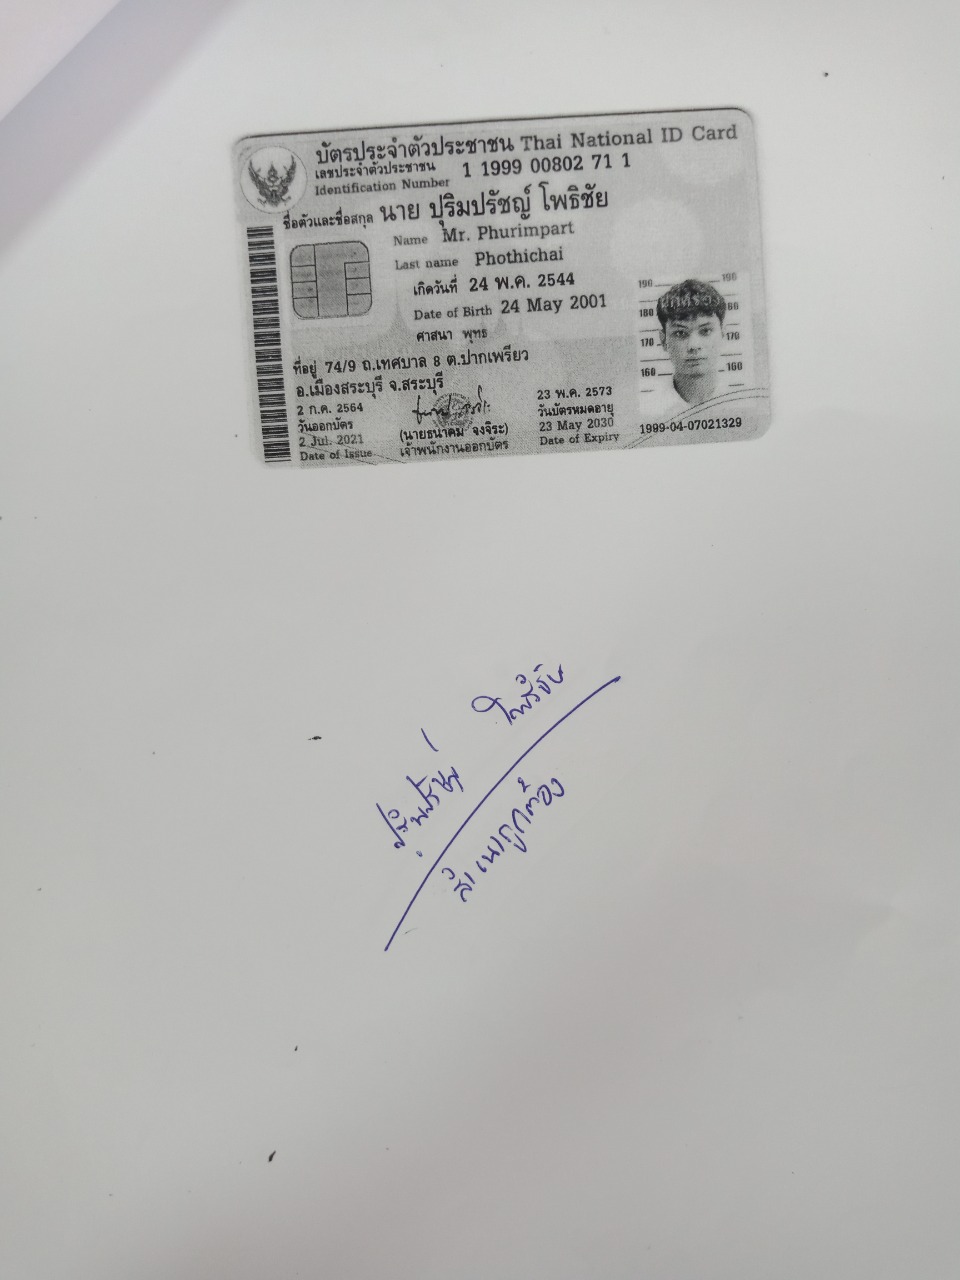 บัตรประจำตัวประชาชน Thai National ID Card
เลขประจำตัวประชาชน
Identification Number 1 1999 00802 71 1
ชื่อตัวและชื่อสกุล นาย ปุริมปรัชญ์ โพธิชัย
Name Mr. Phurimpart
Last name Phothichai
เกิดวันที่ 24 พ.ค. 2544
Date of Birth 24 May 2001
ศาสนา พุทธ
ที่อยู่ 74/9 ถ.เทศบาล 8 ต.ปากเพรียว
อ.เมืองสระบุรี จ.สระบุรี
2 ก.ค. 2564
วันออกบัตร
2 Jul. 2021
Date of Issue
(นายธนาคม จงจิระ)
เจ้าพนักงานออกบัตร
23 พ.ค. 2573
วันบัตรหมดอายุ
23 May 2030
Date of Expiry
190 190
180 180
170 170
160 160
1999-04-07021329
ปุริมปรัชญ์ โพธิชัย
สำเนาถูกต้อง